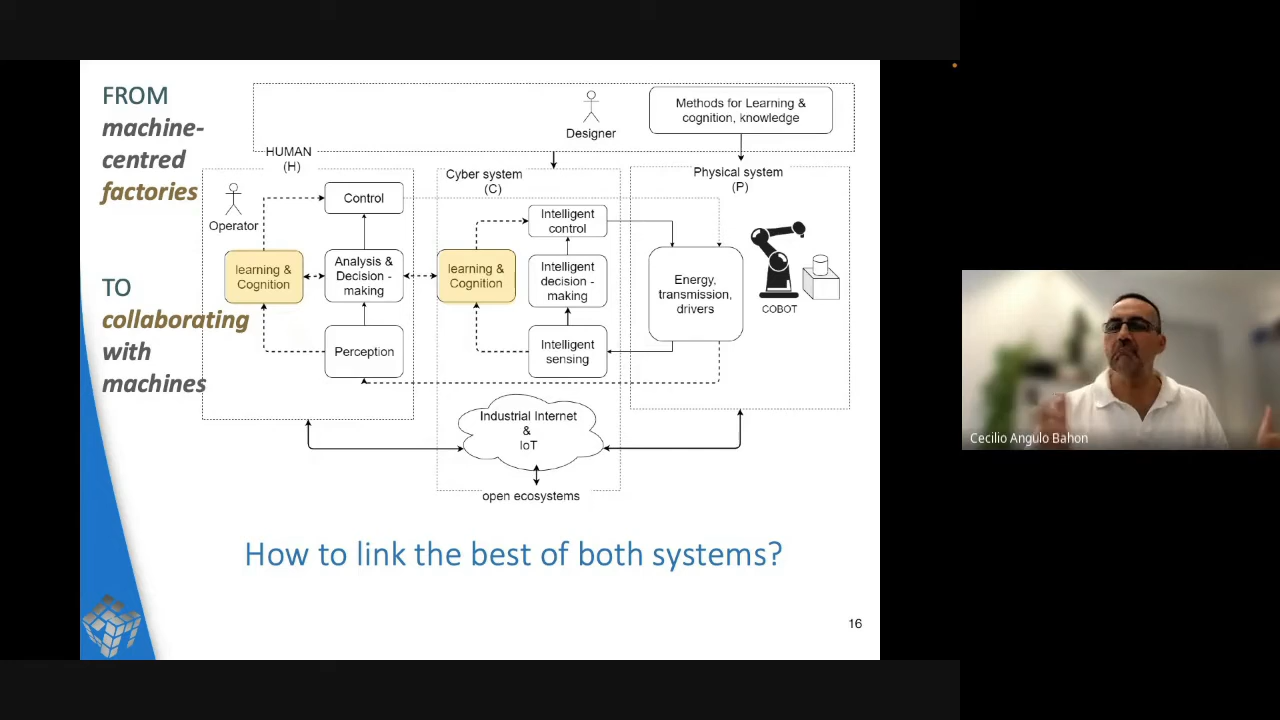 FROM
machine-
centred
factories
TO
collaborating
with
machines
Designer
Methods for Learning &
cognition, knowledge
HUMAN
(H)
Operator
Control
learning &
Cognition
Analysis &
Decision -
making
Perception
Cyber system
(C)
learning &
Cognition
Intelligent
control
Intelligent
decision -
making
Intelligent
sensing
Physical system
(P)
Energy,
transmission,
drivers
COBOT
Industrial Internet
&
IoT
open ecosystems
How to link the best of both systems?
16
Cecilio Angulo Bahon